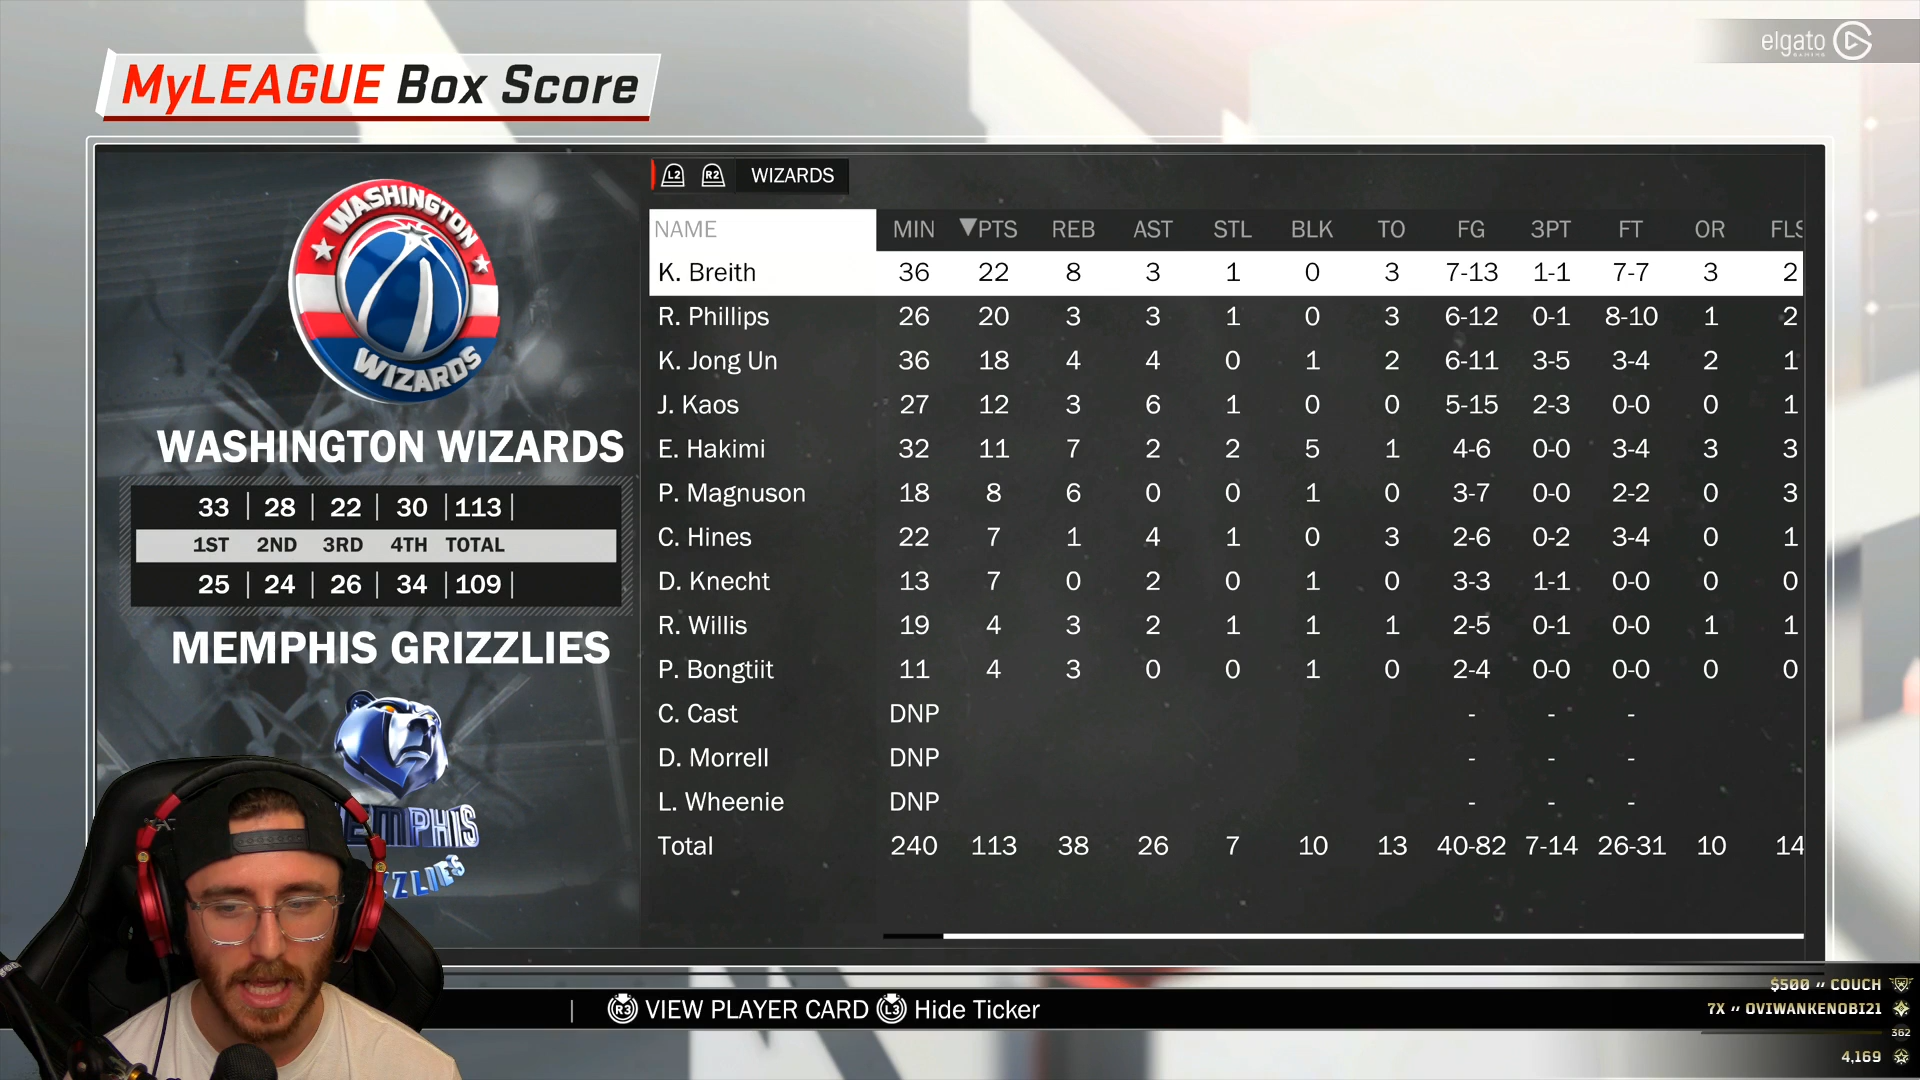 elgato
GAMING
MyLEAGUE Box Score
L2 R2 WIZARDS
WASHINGTON
WIZARDS
WASHINGTON WIZARDS
33 | 28 | 22 | 30 | 113 |
1ST 2ND 3RD 4TH TOTAL
25 | 24 | 26 | 34 | 109 |
MEMPHIS GRIZZLIES
NAME MIN ▼PTS REB AST STL BLK TO FG 3PT FT OR FLS
K. Breith 36 22 8 3 1 0 3 7-13 1-1 7-7 3 2
R. Phillips 26 20 3 3 1 0 3 6-12 0-1 8-10 1 2
K. Jong Un 36 18 4 4 0 1 2 6-11 3-5 3-4 2 1
J. Kaos 27 12 3 6 1 0 0 5-15 2-3 0-0 0 1
E. Hakimi 32 11 7 2 2 5 1 4-6 0-0 3-4 3 3
P. Magnuson 18 8 6 0 0 1 0 3-7 0-0 2-2 0 3
C. Hines 22 7 1 4 1 0 3 2-6 0-2 3-4 0 1
D. Knecht 13 7 0 2 0 1 0 3-3 1-1 0-0 0 0
R. Willis 19 4 3 2 1 1 1 2-5 0-1 0-0 1 1
P. Bongtiit 11 4 3 0 0 1 0 2-4 0-0 0-0 0 0
C. Cast DNP - - -
D. Morrell DNP - - -
L. Wheenie DNP - - -
Total 240 113 38 26 7 10 13 40-82 7-14 26-31 10 14
EMPHIS
ZZLIES
| R3 VIEW PLAYER CARD L3 Hide Ticker
$500 // COUCH
7X // OVIWANKENOBI21
362
4,169